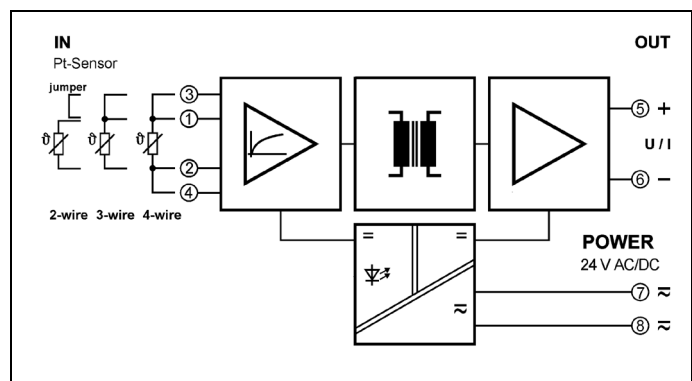 IN
OUT
Pt-Sensor
jumper
③
①
②
④
ϑ
ϑ
ϑ
2-wire 3-wire 4-wire
⑤ +
U / I
⑥ −
= =
≂
POWER
24 V AC/DC
⑦ ≂
⑧ ≂